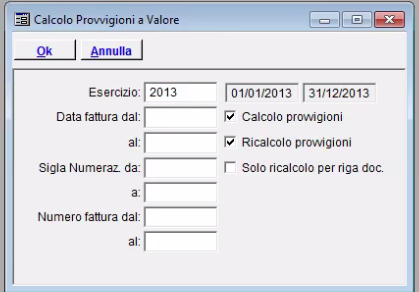 Calcolo Provvigioni a Valore
Ok Annulla
Esercizio: 2013 01/01/2013 31/12/2013
Data fattura dal: Calcolo provvigioni
al: Ricalcolo provvigioni
Sigla Numeraz. da: Solo ricalcolo per riga doc.
a:
Numero fattura dal:
al: